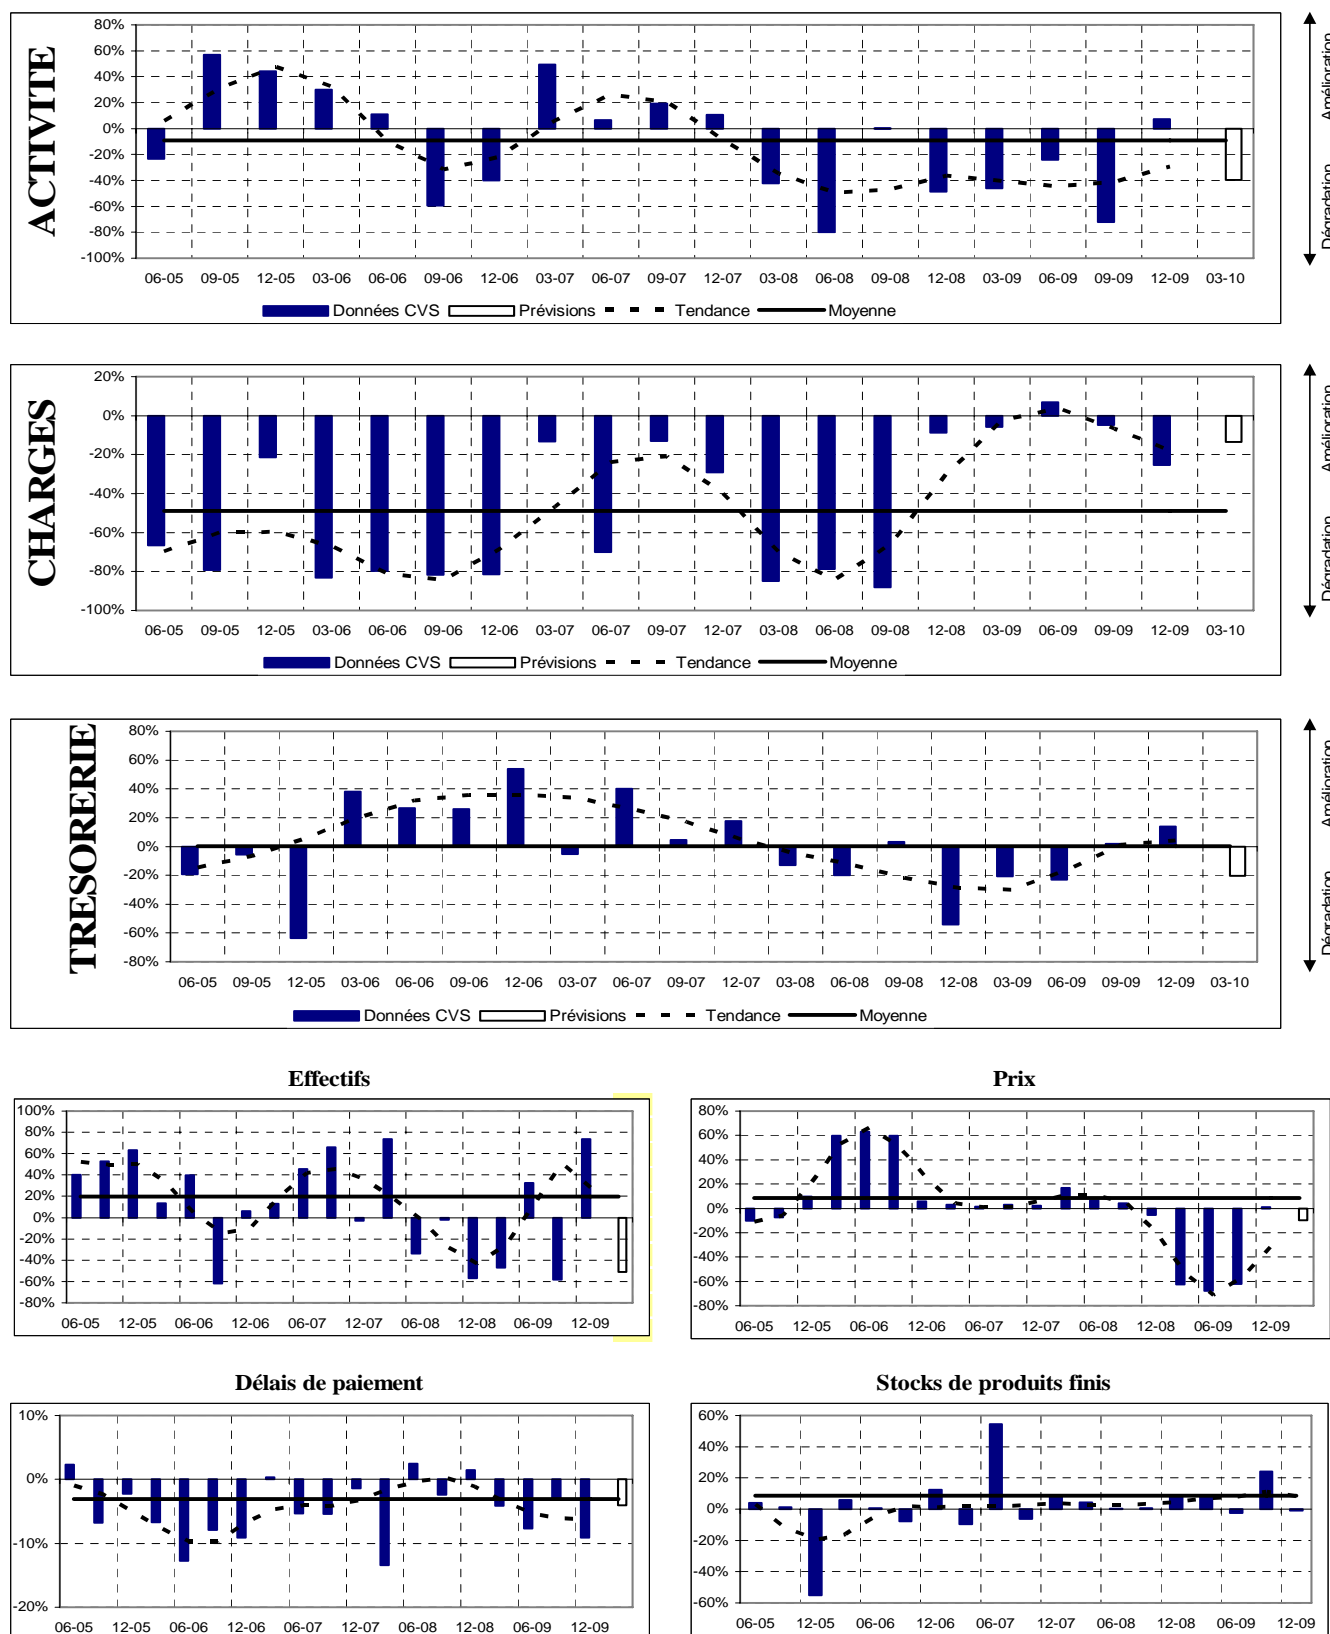 ACTIVITE
80%
60%
40%
20%
0%
-20%
-40%
-60%
-80%
-100%
06-05 09-05 12-05 03-06 06-06 09-06 12-06 03-07 06-07 09-07 12-07 03-08 06-08 09-08 12-08 03-09 06-09 09-09 12-09 03-10
Données CVS Prévisions Tendance Moyenne
Amélioration
Dégradation
CHARGES
20%
0%
-20%
-40%
-60%
-80%
-100%
06-05 09-05 12-05 03-06 06-06 09-06 12-06 03-07 06-07 09-07 12-07 03-08 06-08 09-08 12-08 03-09 06-09 09-09 12-09 03-10
Données CVS Prévisions Tendance Moyenne
Amélioration
Dégradation
TRESORERIE
80%
60%
40%
20%
0%
-20%
-40%
-60%
-80%
06-05 09-05 12-05 03-06 06-06 09-06 12-06 03-07 06-07 09-07 12-07 03-08 06-08 09-08 12-08 03-09 06-09 09-09 12-09 03-10
Données CVS Prévisions Tendance Moyenne
Amélioration
Dégradation
Effectifs
100%
80%
60%
40%
20%
0%
-20%
-40%
-60%
-80%
06-05 12-05 06-06 12-06 06-07 12-07 06-08 12-08 06-09 12-09
Prix
80%
60%
40%
20%
0%
-20%
-40%
-60%
-80%
06-05 12-05 06-06 12-06 06-07 12-07 06-08 12-08 06-09 12-09
Délais de paiement
10%
0%
-10%
-20%
06-05 12-05 06-06 12-06 06-07 12-07 06-08 12-08 06-09 12-09
Stocks de produits finis
60%
40%
20%
0%
-20%
-40%
-60%
06-05 12-05 06-06 12-06 06-07 12-07 06-08 12-08 06-09 12-09